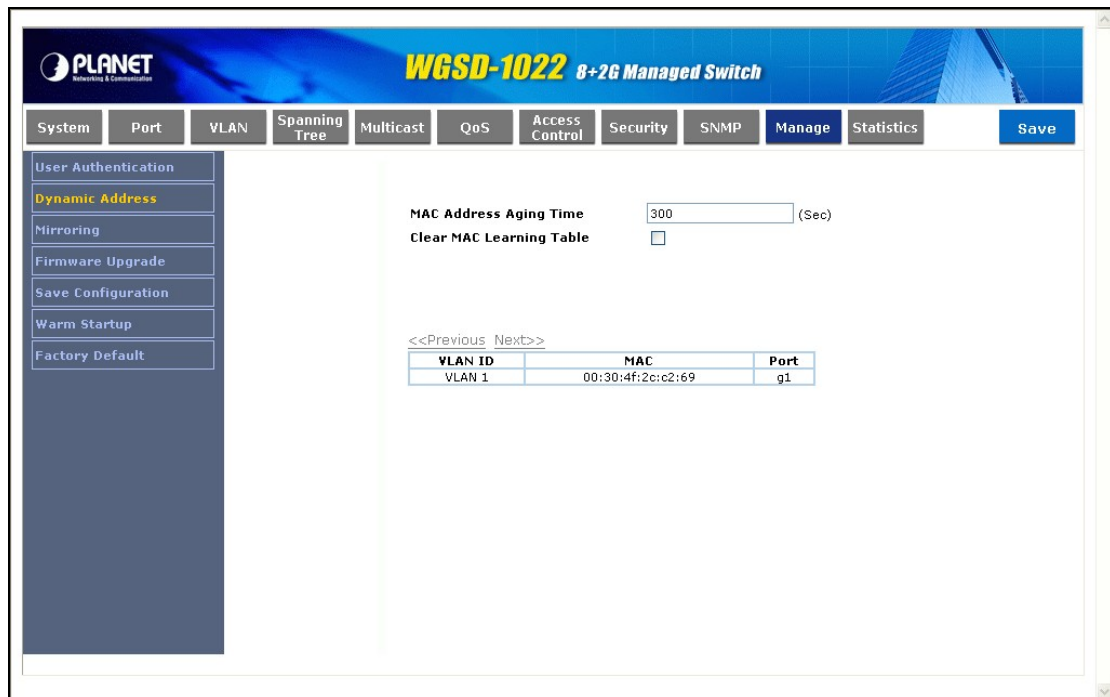 PLANET
Networking & Communication
WGSD-1022 8+2G Managed Switch
System Port VLAN Spanning Tree Multicast QoS Access Control Security SNMP Manage Statistics Save
User Authentication
Dynamic Address
Mirroring
Firmware Upgrade
Save Configuration
Warm Startup
Factory Default
MAC Address Aging Time 300 (Sec)
Clear MAC Learning Table
<<Previous Next>>
VLAN ID MAC Port
VLAN 1 00:30:4f:2c:c2:69 g1